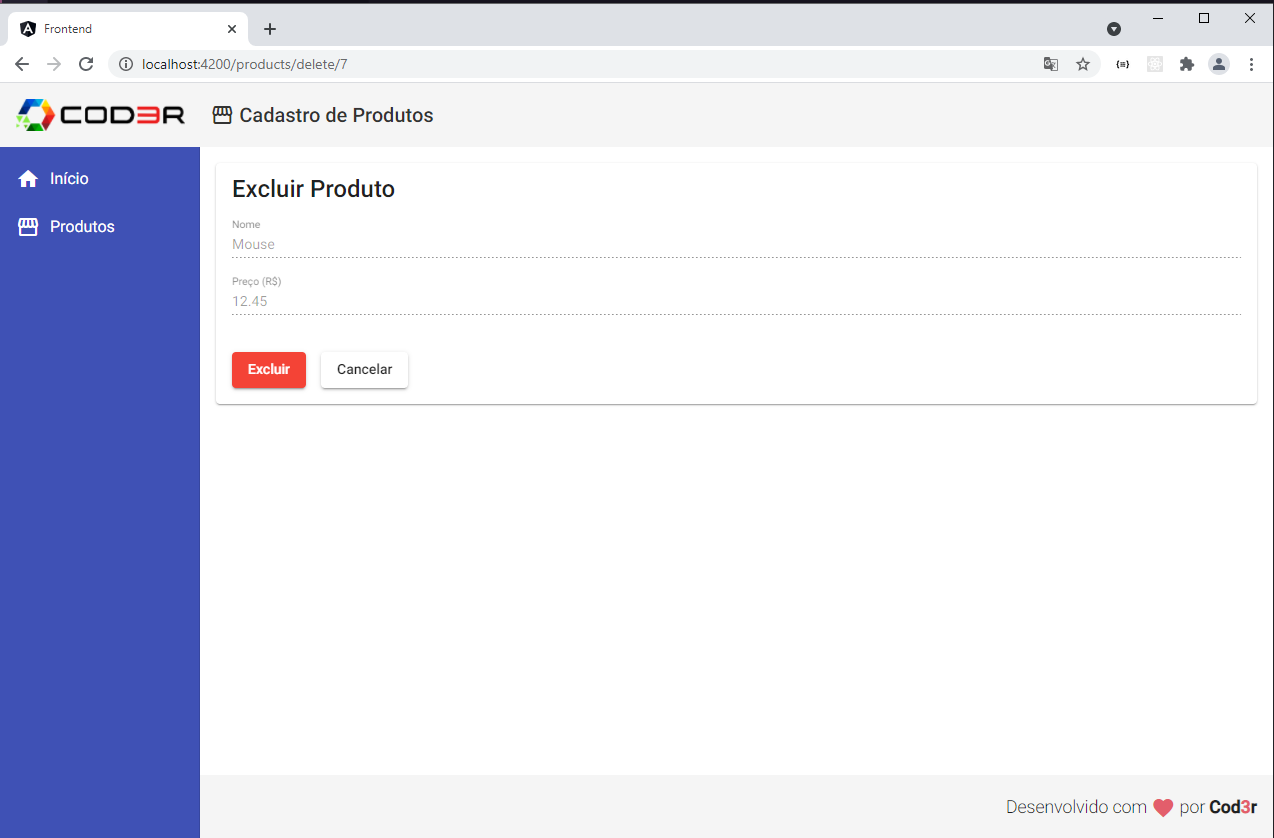 Frontend
localhost:4200/products/delete/7
COD3R
Cadastro de Produtos
Início
Produtos
Excluir Produto
Nome
Mouse
Preço (R$)
12.45
Excluir
Cancelar
Desenvolvido com por Cod3r